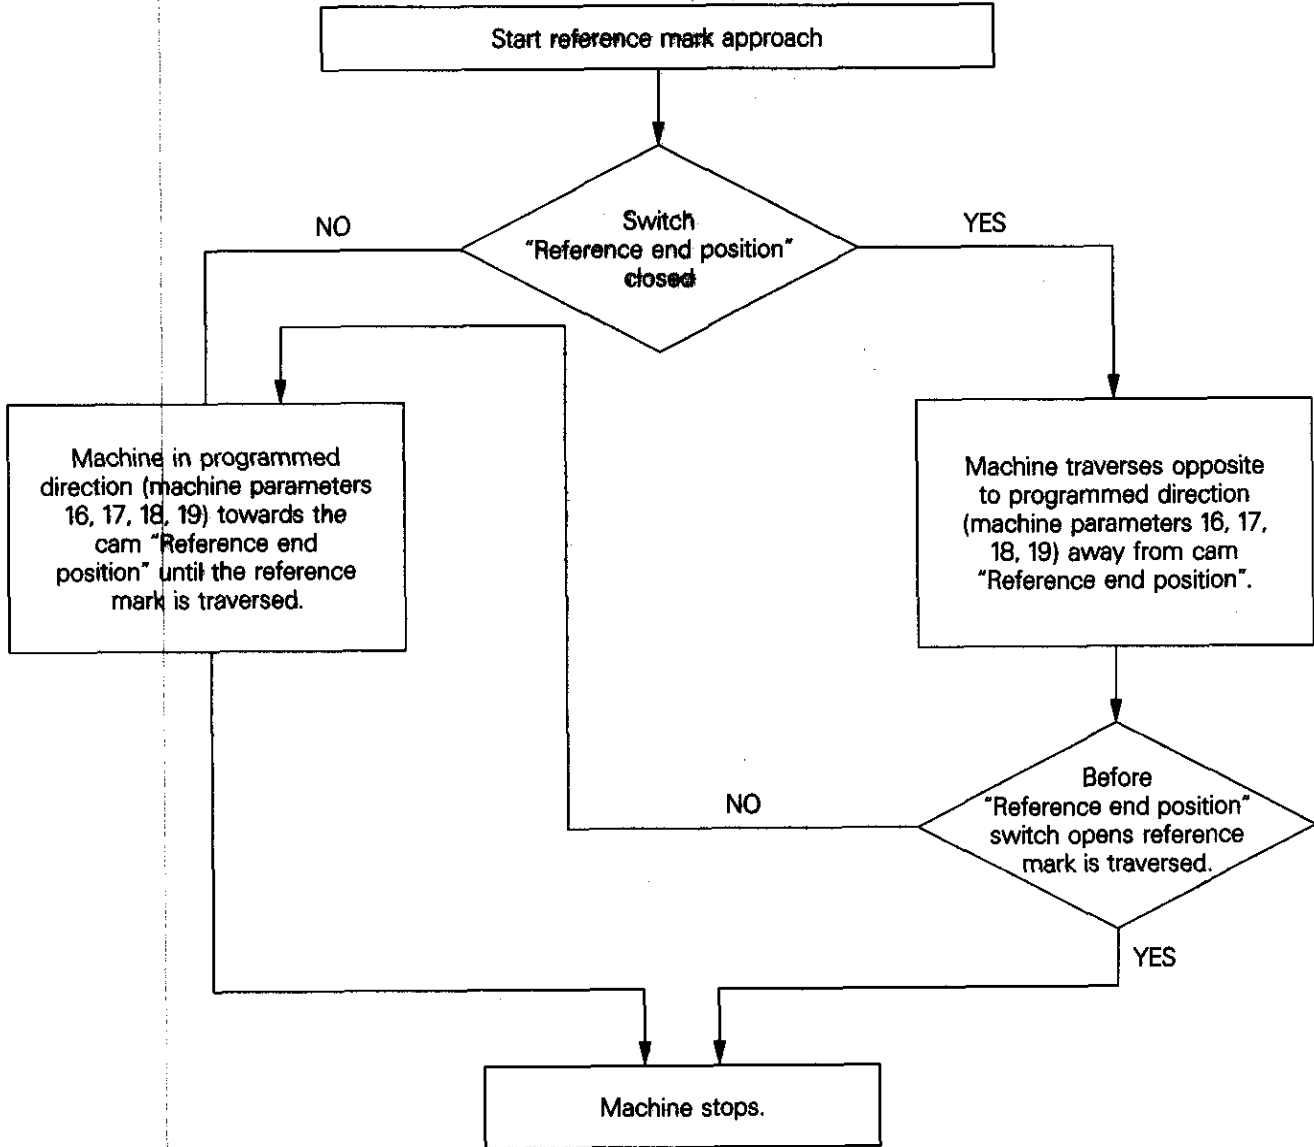 Start reference mark approach
Switch
"Reference end position"
closed
NO
YES
Machine in programmed
direction (machine parameters
16, 17, 18, 19) towards the
cam "Reference end
position" until the reference
mark is traversed.
Machine traverses opposite
to programmed direction
(machine parameters 16, 17,
18, 19) away from cam
"Reference end position".
Before
"Reference end position"
switch opens reference
mark is traversed.
NO
YES
Machine stops.